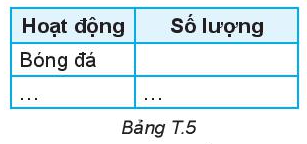 Hoạt động Số lượng
Bóng đá
... ...
Bảng T.5